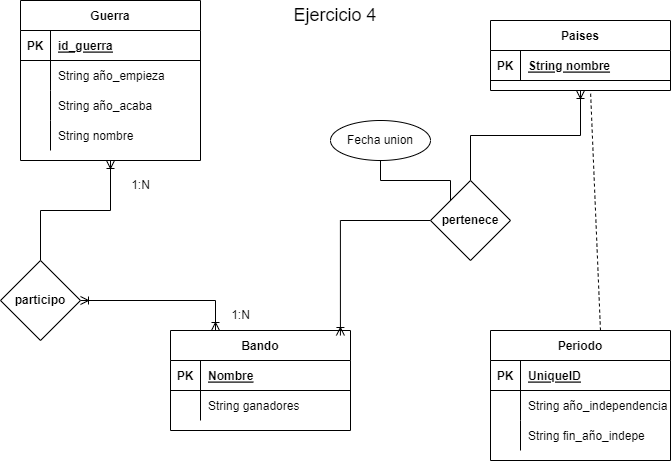 Ejercicio 4
Guerra
PK id_guerra
String año_empieza
String año_acaba
String nombre
Paises
PK String nombre
Fecha union
1:N
pertenece
participo
1:N
Bando
PK Nombre
String ganadores
Periodo
PK UniqueID
String año_independencia
String fin_año_indepe